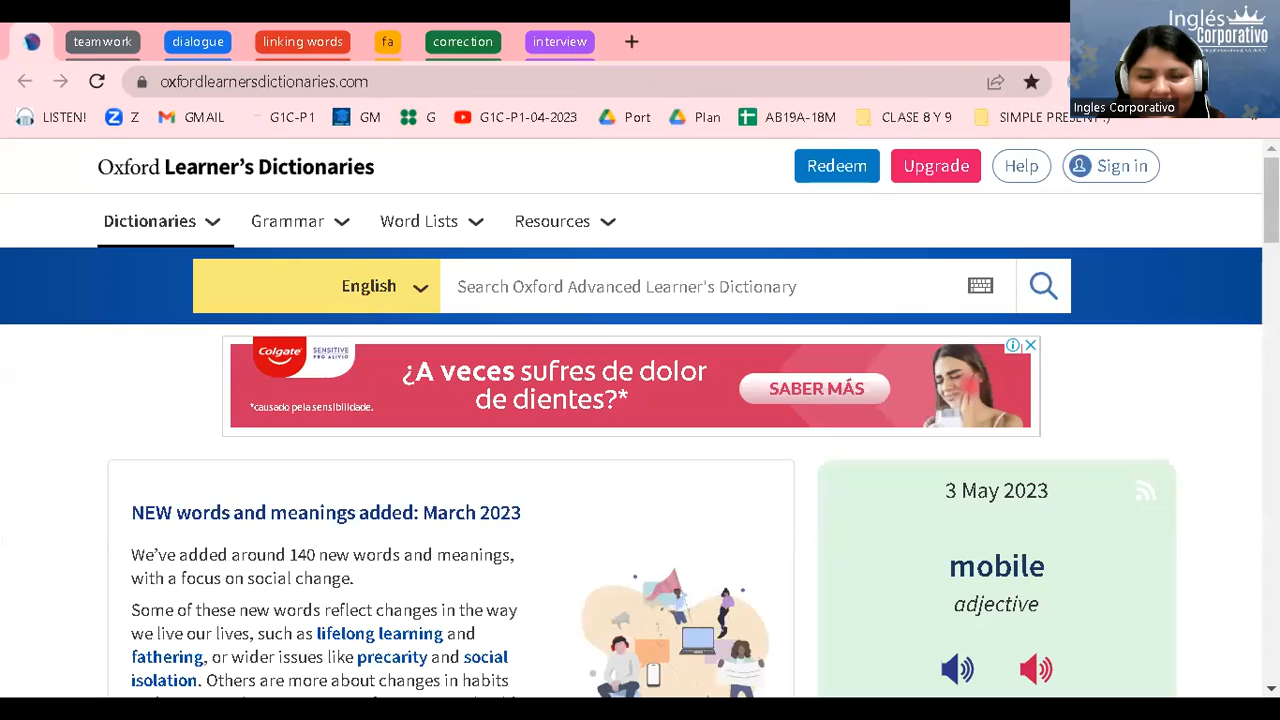 teamwork
dialogue
linking words
fa
correction
interview
Inglés
Corporativo
oxfordlearnersdictionaries.com
Ingles Corporativo
LISTEN!
Z
GMAIL
G1C-P1
GM
G
G1C-P1-04-2023
Port
Plan
AB19A-18M
CLASE 8 Y 9
SIMPLE PRESENT :)
Oxford Learner's Dictionaries
Redeem
Upgrade
Help
Sign in
Dictionaries
Grammar
Word Lists
Resources
English
Search Oxford Advanced Learner's Dictionary
Colgate
SENSITIVE
PRO ALIVIO
¿A veces sufres de dolor
de dientes?*
*causado pela sensibilidade.
SABER MÁS
NEW words and meanings added: March 2023
We've added around 140 new words and meanings,
with a focus on social change.
Some of these new words reflect changes in the way
we live our lives, such as lifelong learning and
fathering, or wider issues like precarity and social
isolation. Others are more about changes in habits
3 May 2023
mobile
adjective